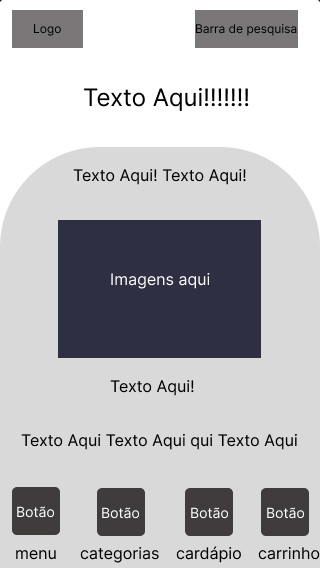 Logo
Barra de pesquisa
Texto Aqui!!!!!!!
Texto Aqui! Texto Aqui!
Imagens aqui
Texto Aqui!
Texto Aqui Texto Aqui qui Texto Aqui
Botão Botão Botão Botão
menu categorias cardápio carrinho